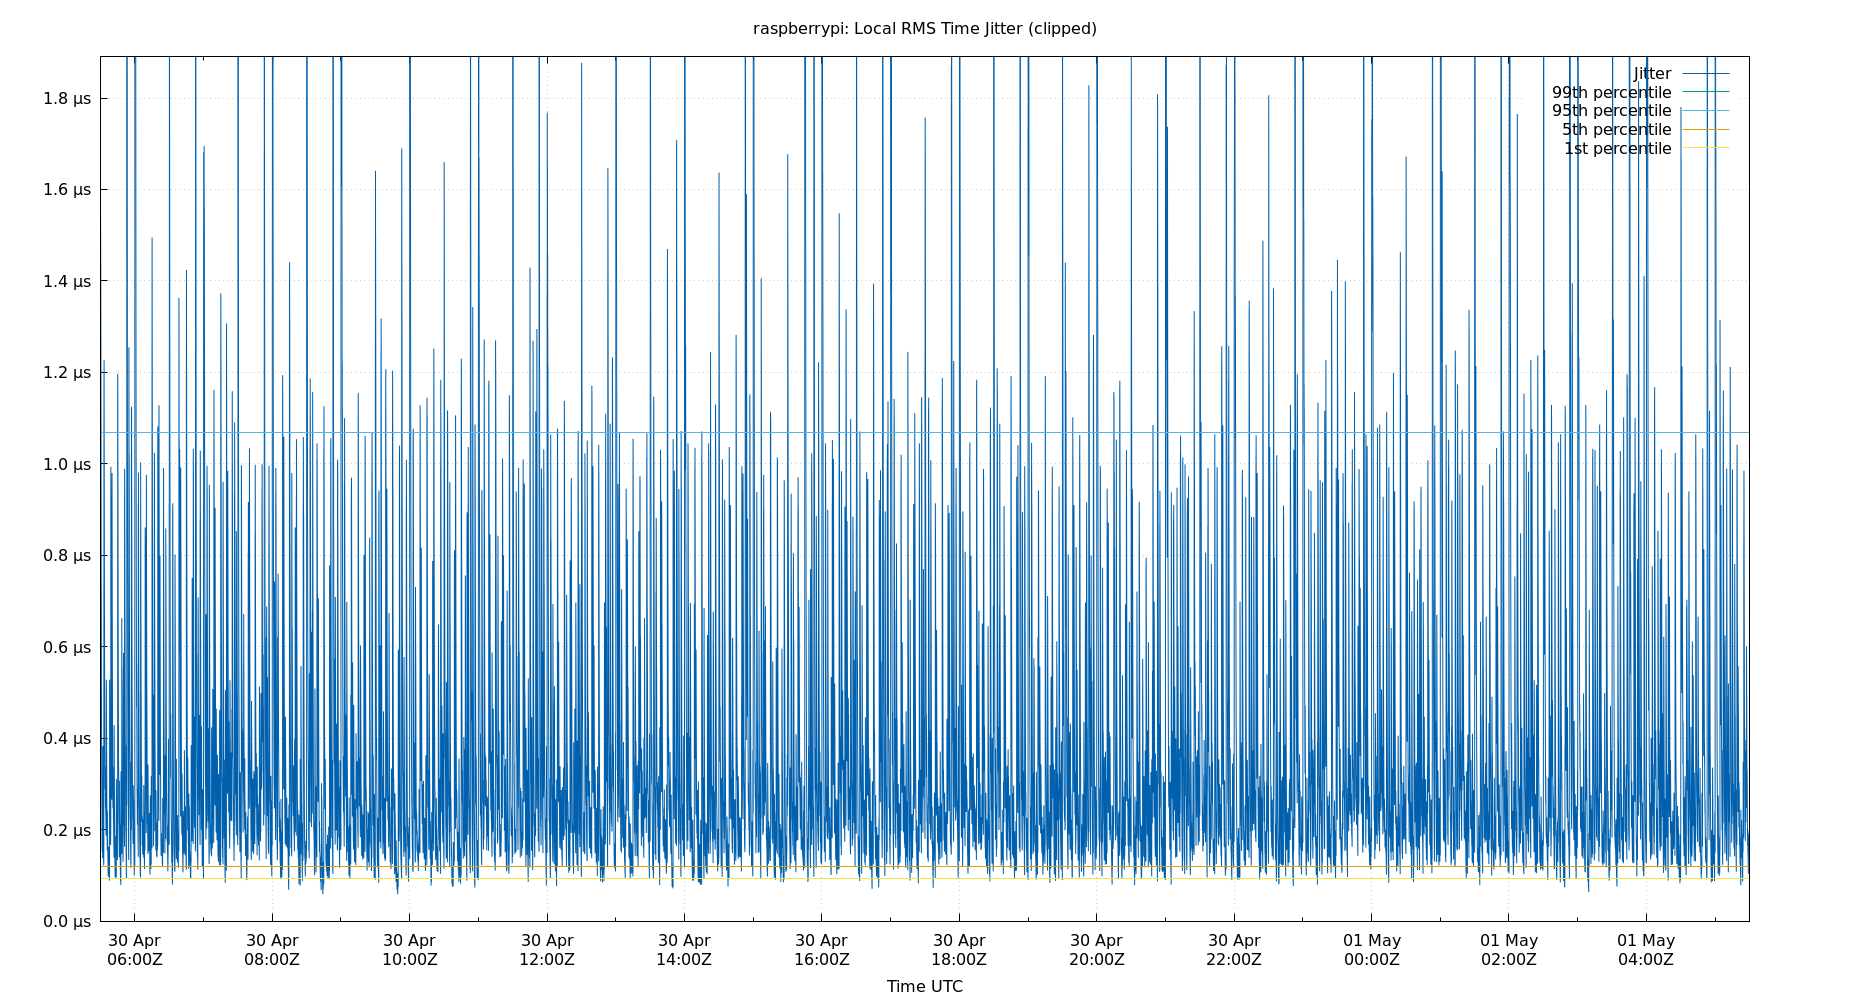 raspberrypi: Local RMS Time Jitter (clipped)
Jitter
99th percentile
95th percentile
5th percentile
1st percentile
1.8 μs
1.6 μs
1.4 μs
1.2 μs
1.0 μs
0.8 μs
0.6 μs
0.4 μs
0.2 μs
0.0 μs
30 Apr 30 Apr 30 Apr 30 Apr 30 Apr 30 Apr 30 Apr 30 Apr 30 Apr 01 May 01 May 01 May
06:00Z 08:00Z 10:00Z 12:00Z 14:00Z 16:00Z 18:00Z 20:00Z 22:00Z 00:00Z 02:00Z 04:00Z
Time UTC